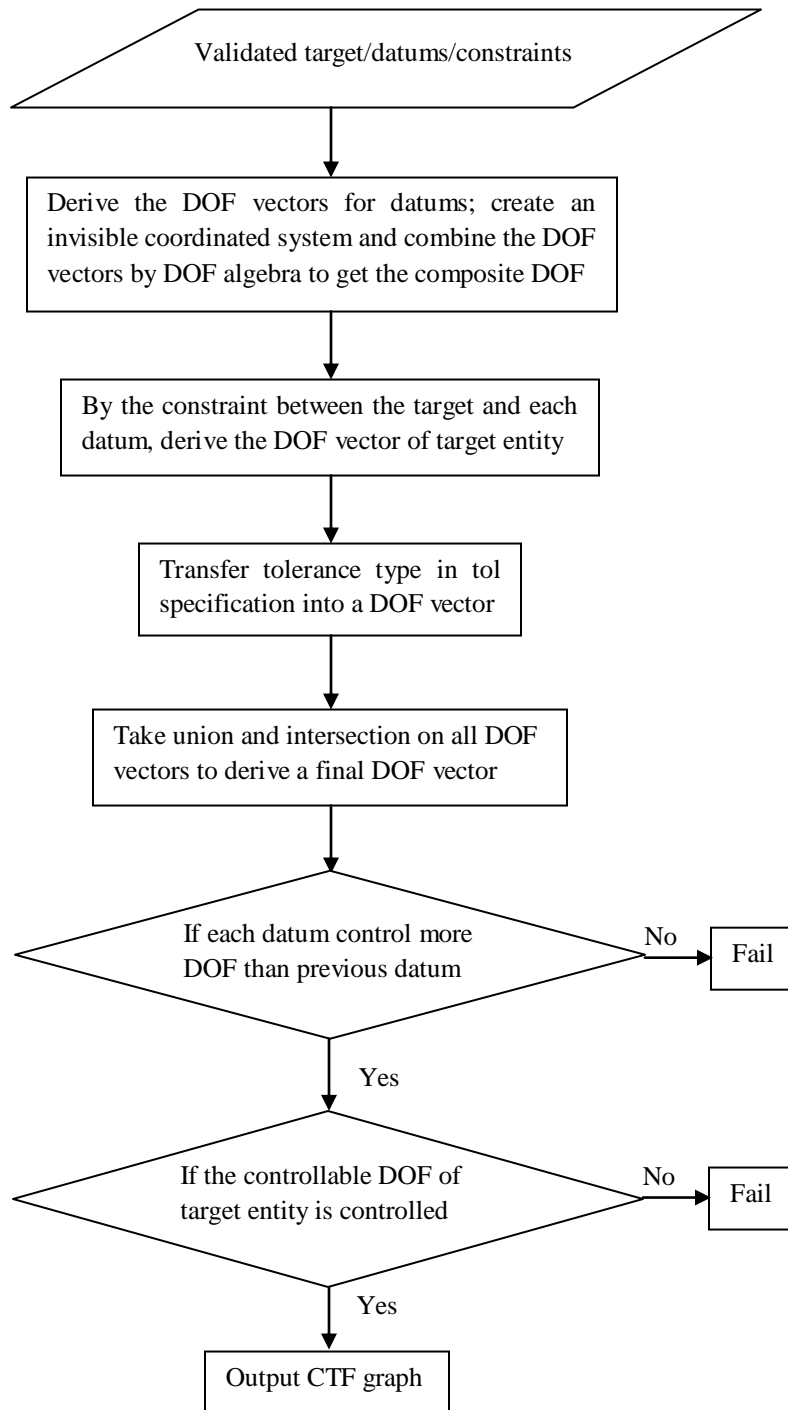 Validated target/datums/constraints
Derive the DOF vectors for datums; create an
invisible coordinated system and combine the DOF
vectors by DOF algebra to get the composite DOF
By the constraint between the target and each
datum, derive the DOF vector of target entity
Transfer tolerance type in tol
specification into a DOF vector
Take union and intersection on all DOF
vectors to derive a final DOF vector
If each datum control more
DOF than previous datum
No
Fail
Yes
If the controllable DOF of
target entity is controlled
No
Fail
Yes
Output CTF graph